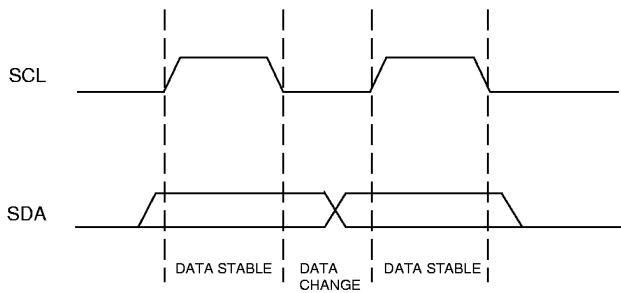 SCL
SDA
DATA STABLE
DATA
CHANGE
DATA STABLE